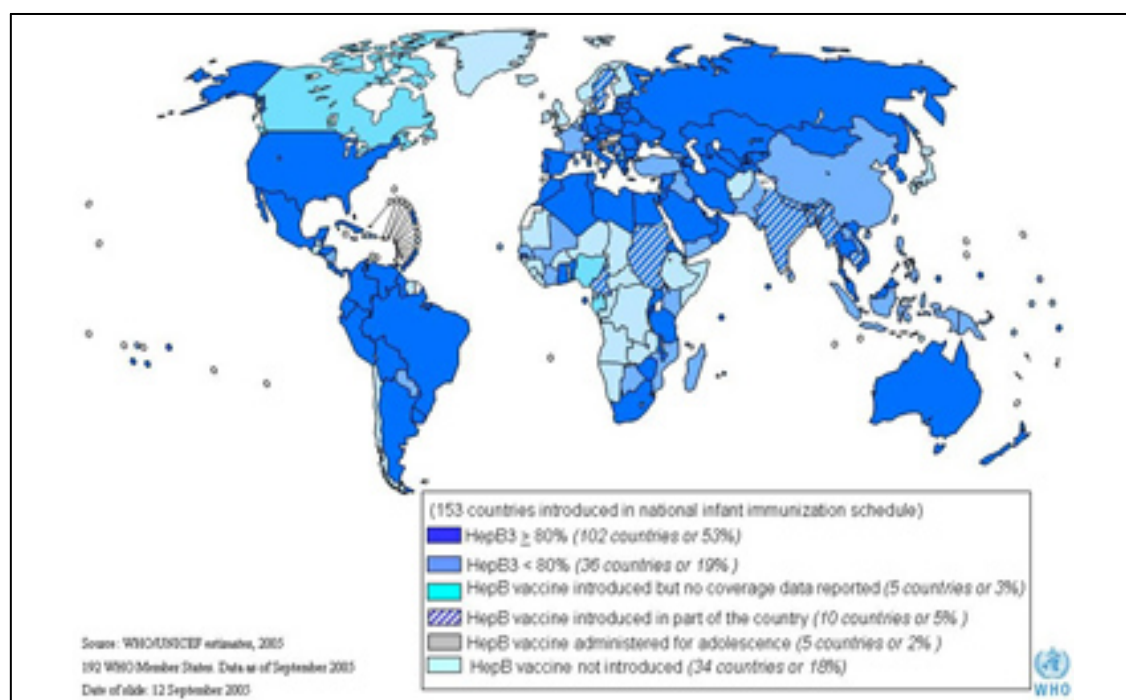 (153 countries introduced in national infant immunization schedule)
HepB3 ≥ 80% (102 countries or 53%)
HepB3 < 80% (36 countries or 19% )
HepB vaccine introduced but no coverage data reported (5 countries or 3%)
HepB vaccine introduced in part of the country (10 countries or 5% )
HepB vaccine administered for adolescence (5 countries or 2% )
HepB vaccine not introduced (34 countries or 18%)
Source: WHO/UNICEF estimates, 2005
192 WHO Member States. Data as of September 2005
Date of slide: 12 September 2005
WHO